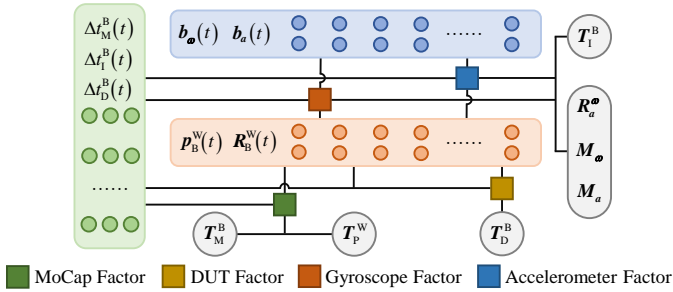 Δt_M^B(t)
Δt_I^B(t)
Δt_D^B(t)
......
b_ω(t) b_a(t)
......
p_B^W(t) R_B^W(t)
......
T_I^B
R_a^ω
M_ω
M_a
T_M^B
T_P^W
T_D^B
MoCap Factor
DUT Factor
Gyroscope Factor
Accelerometer Factor